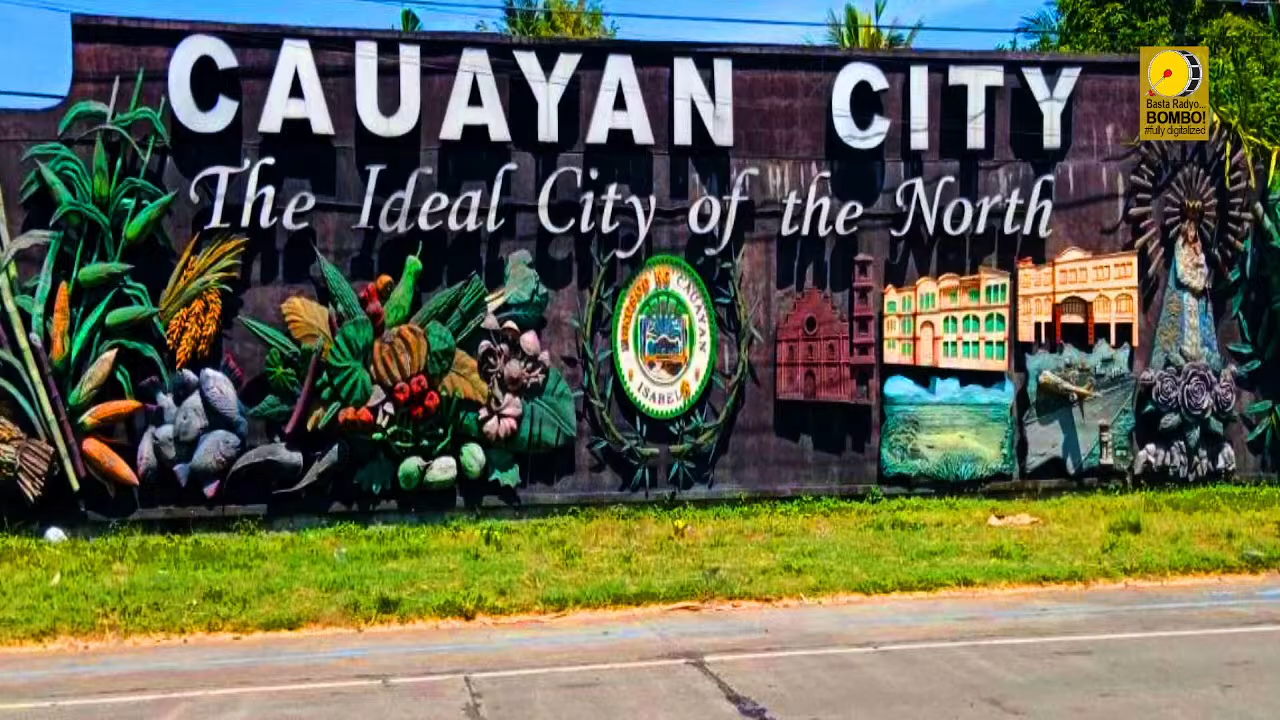 CAUAYAN CITY
The Ideal City of the North
CAUAYAN
ISABELA
Basta Radyo...
BOMBO!
#fully digitalized